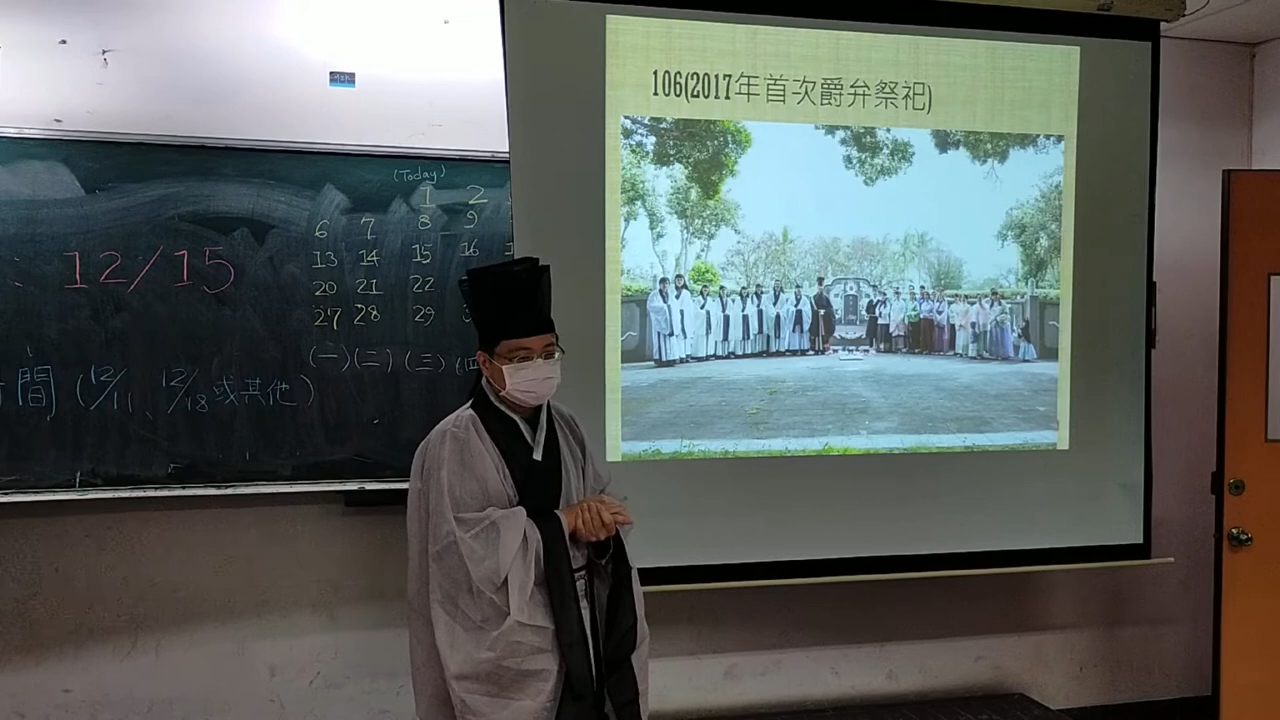 106(2017年首次爵弁祭祀)
(Today)
1 2
6 7 8 9
12/15
13 14 15 16 1
20 21 22
27 28 29
(一)(二)(三)(四
間(12/11、12/18或其他)